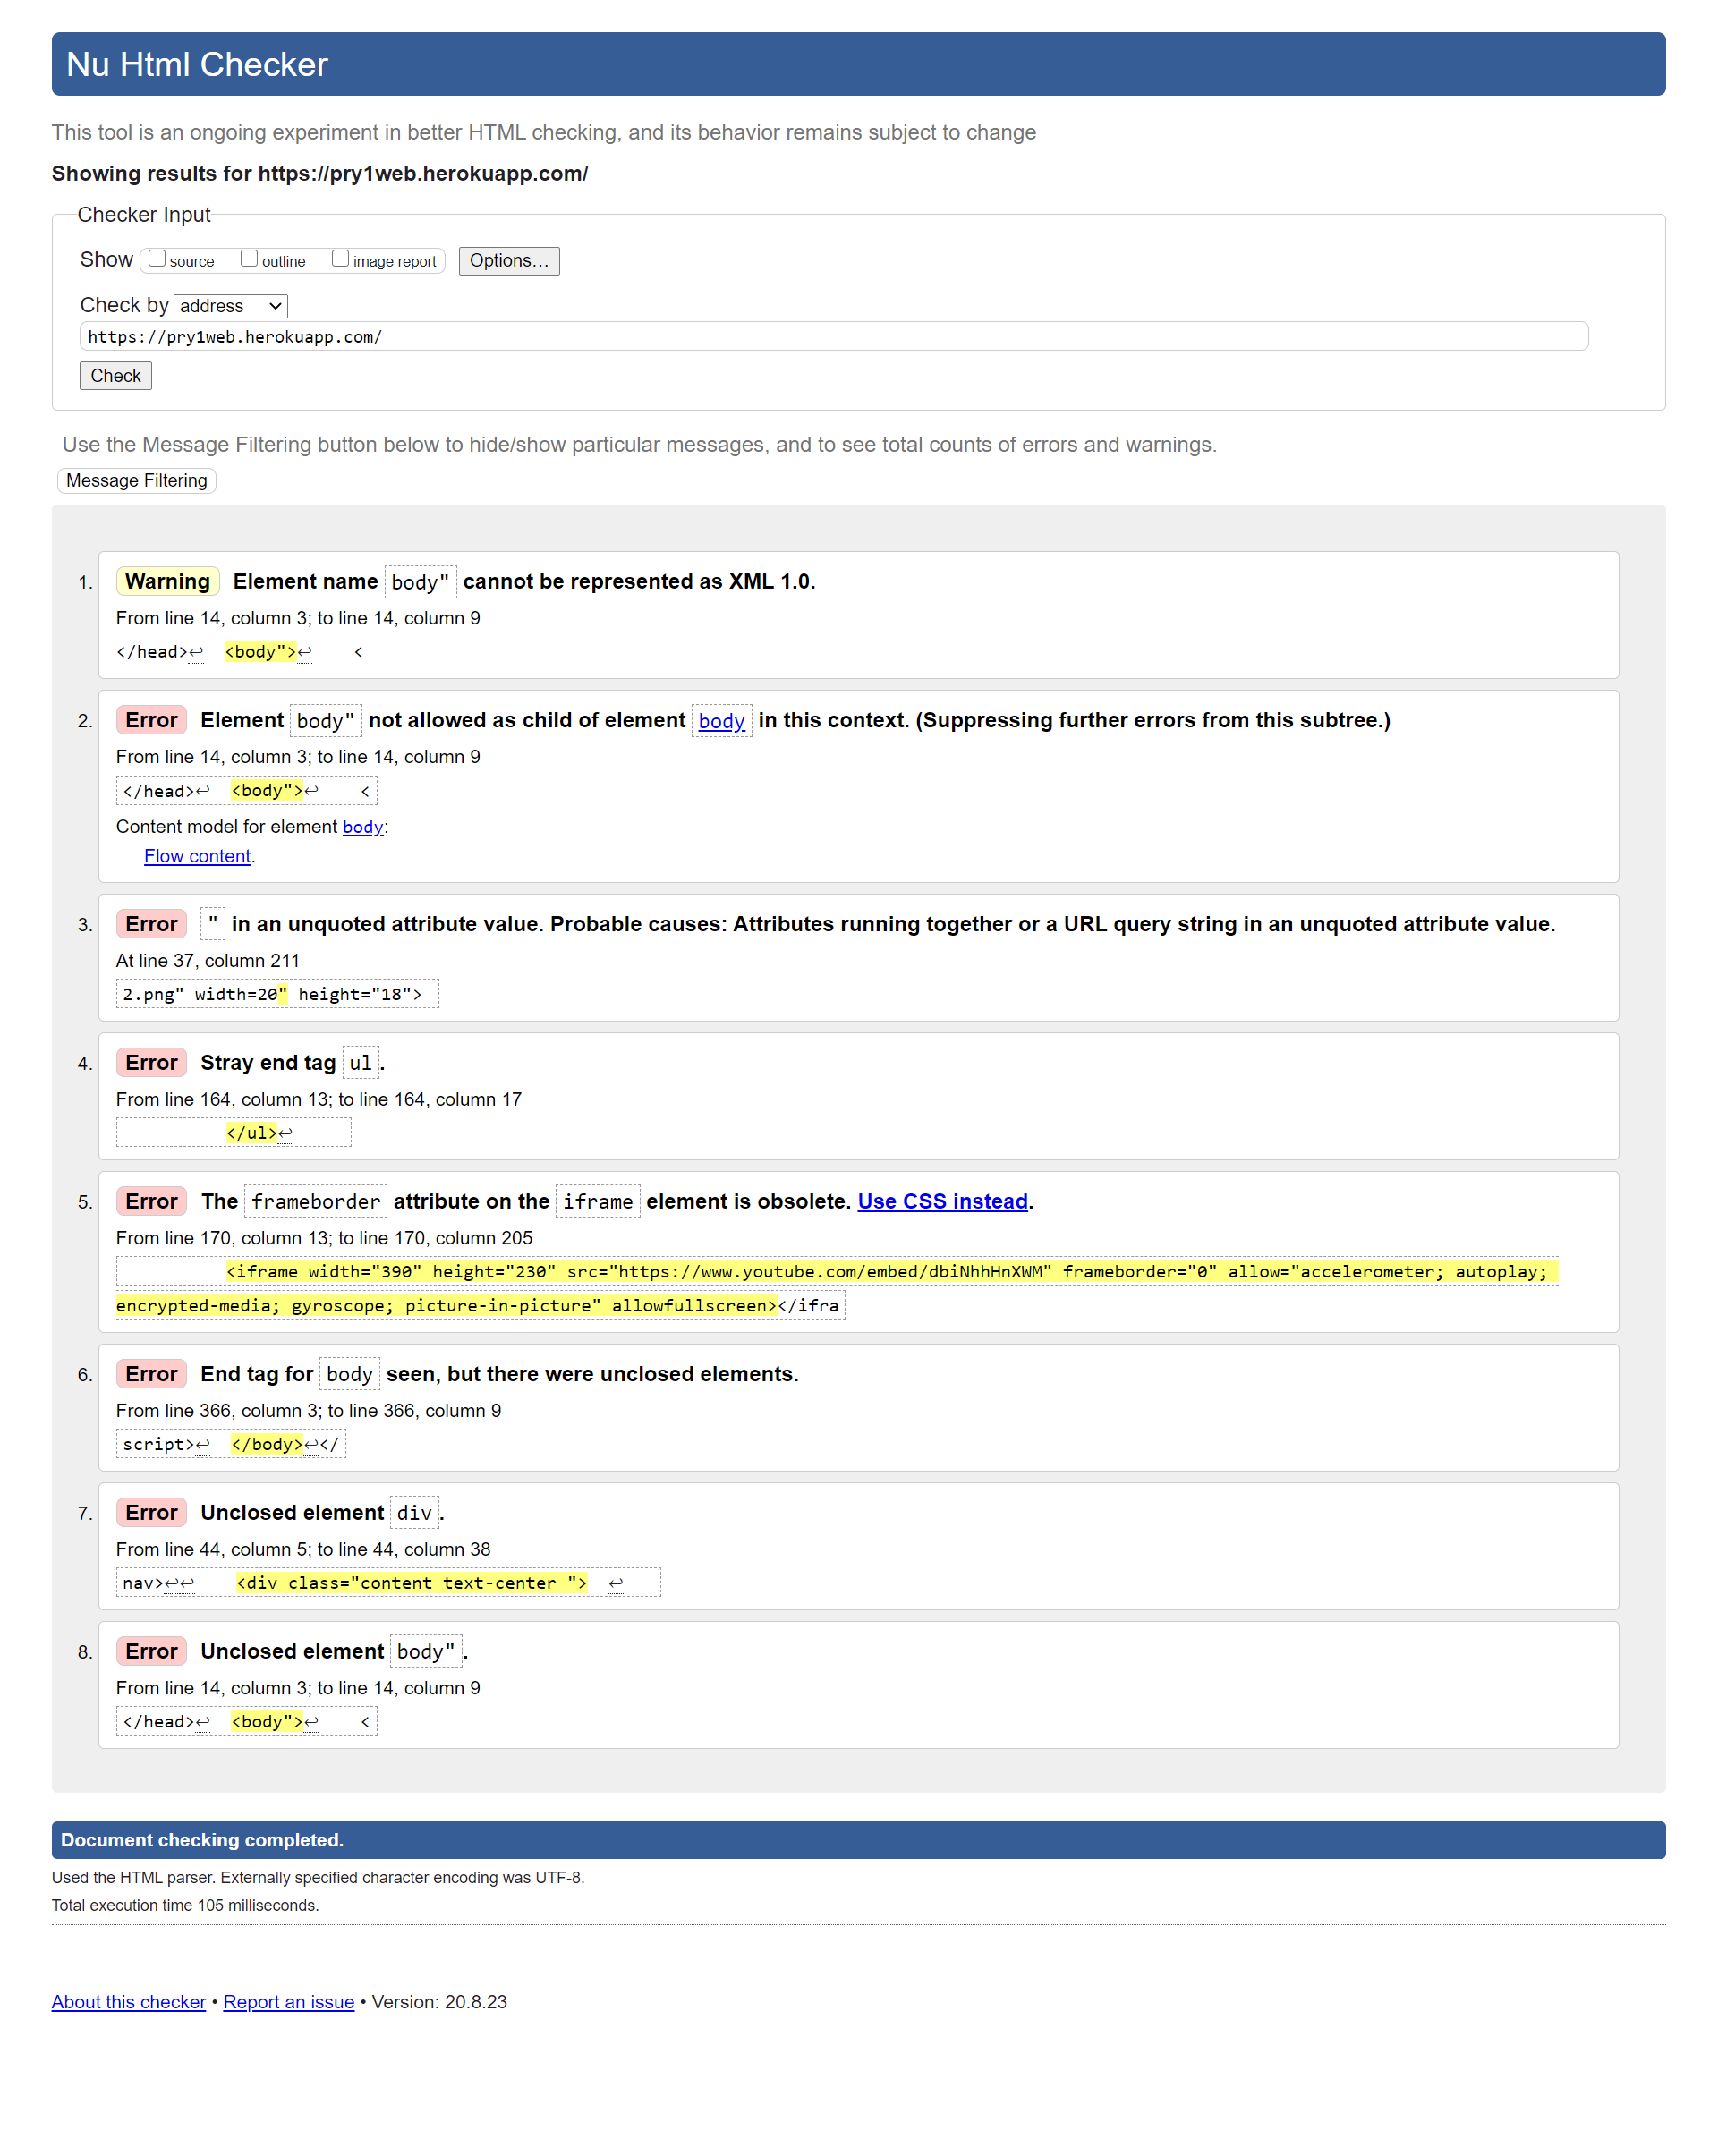 Nu Html Checker
This tool is an ongoing experiment in better HTML checking, and its behavior remains subject to change
Showing results for https://pry1web.herokuapp.com/
Checker Input
Show source outline image report Options…
Check by address
https://pry1web.herokuapp.com/
Check
Use the Message Filtering button below to hide/show particular messages, and to see total counts of errors and warnings.
Message Filtering
1. Warning Element name body" cannot be represented as XML 1.0.
From line 14, column 3; to line 14, column 9
</head>↩ <body">↩ <
2. Error Element body" not allowed as child of element body in this context. (Suppressing further errors from this subtree.)
From line 14, column 3; to line 14, column 9
</head>↩ <body">↩ <
Content model for element body:
Flow content.
3. Error " in an unquoted attribute value. Probable causes: Attributes running together or a URL query string in an unquoted attribute value.
At line 37, column 211
2.png" width=20" height="18">
4. Error Stray end tag ul.
From line 164, column 13; to line 164, column 17
</ul>↩
5. Error The frameborder attribute on the iframe element is obsolete. Use CSS instead.
From line 170, column 13; to line 170, column 205
<iframe width="390" height="230" src="https://www.youtube.com/embed/dbiNhhHnXWM" frameborder="0" allow="accelerometer; autoplay;
encrypted-media; gyroscope; picture-in-picture" allowfullscreen></ifra
6. Error End tag for body seen, but there were unclosed elements.
From line 366, column 3; to line 366, column 9
script>↩ </body>↩</
7. Error Unclosed element div.
From line 44, column 5; to line 44, column 38
nav>↩↩ <div class="content text-center "> ↩
8. Error Unclosed element body".
From line 14, column 3; to line 14, column 9
</head>↩ <body">↩ <
Document checking completed.
Used the HTML parser. Externally specified character encoding was UTF-8.
Total execution time 105 milliseconds.
About this checker • Report an issue • Version: 20.8.23